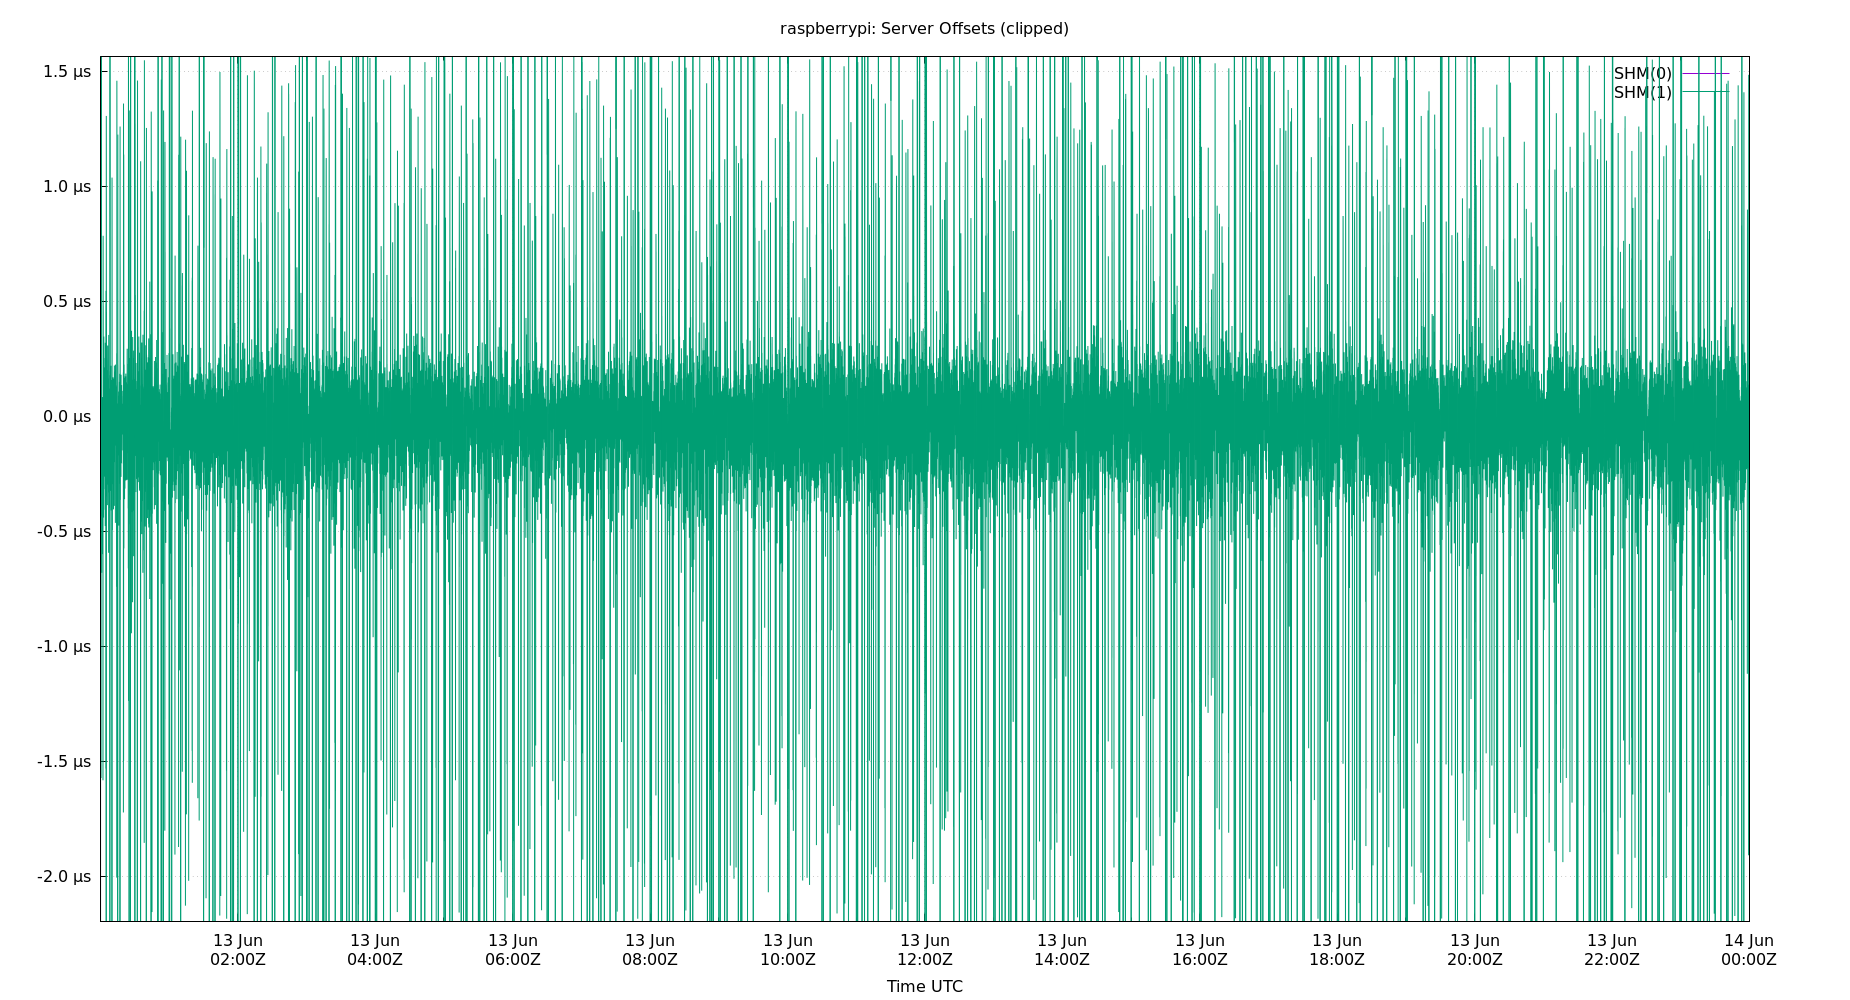 raspberrypi: Server Offsets (clipped)
1.5 µs
1.0 µs
0.5 µs
0.0 µs
-0.5 µs
-1.0 µs
-1.5 µs
-2.0 µs
SHM(0)
SHM(1)
13 Jun 13 Jun 13 Jun 13 Jun 13 Jun 13 Jun 13 Jun 13 Jun 13 Jun 13 Jun 13 Jun 14 Jun
02:00Z 04:00Z 06:00Z 08:00Z 10:00Z 12:00Z 14:00Z 16:00Z 18:00Z 20:00Z 22:00Z 00:00Z
Time UTC